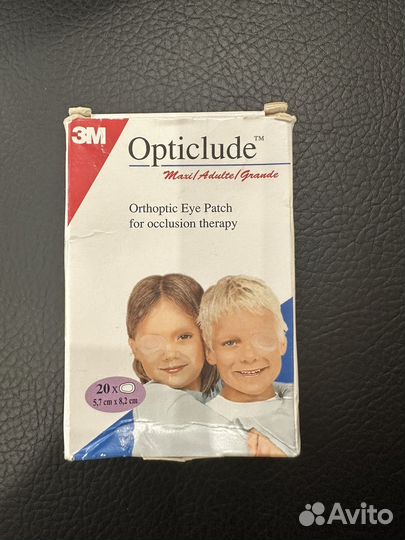 3M
Opticlude™
Maxi/Adulte/Grande
Orthoptic Eye Patch
for occlusion therapy
20 x
5,7 cm x 8,2 cm
Avito